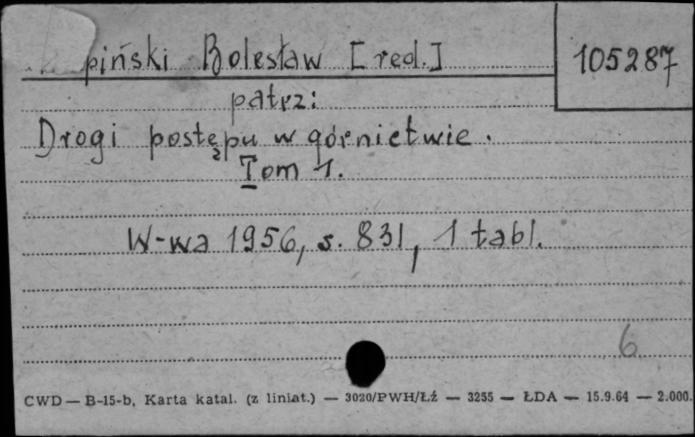 piński Bolesław [red.]
105287
patrz:
Drogi postępu w górnictwie.
Tom 1.
W-wa 1956, s. 831, 1 tabl.
6
CWD — B-15-b, Karta katal. (z liniat.) — 3020/PWH/Łź — 3255 — ŁDA — 15.9.64 — 2.000.